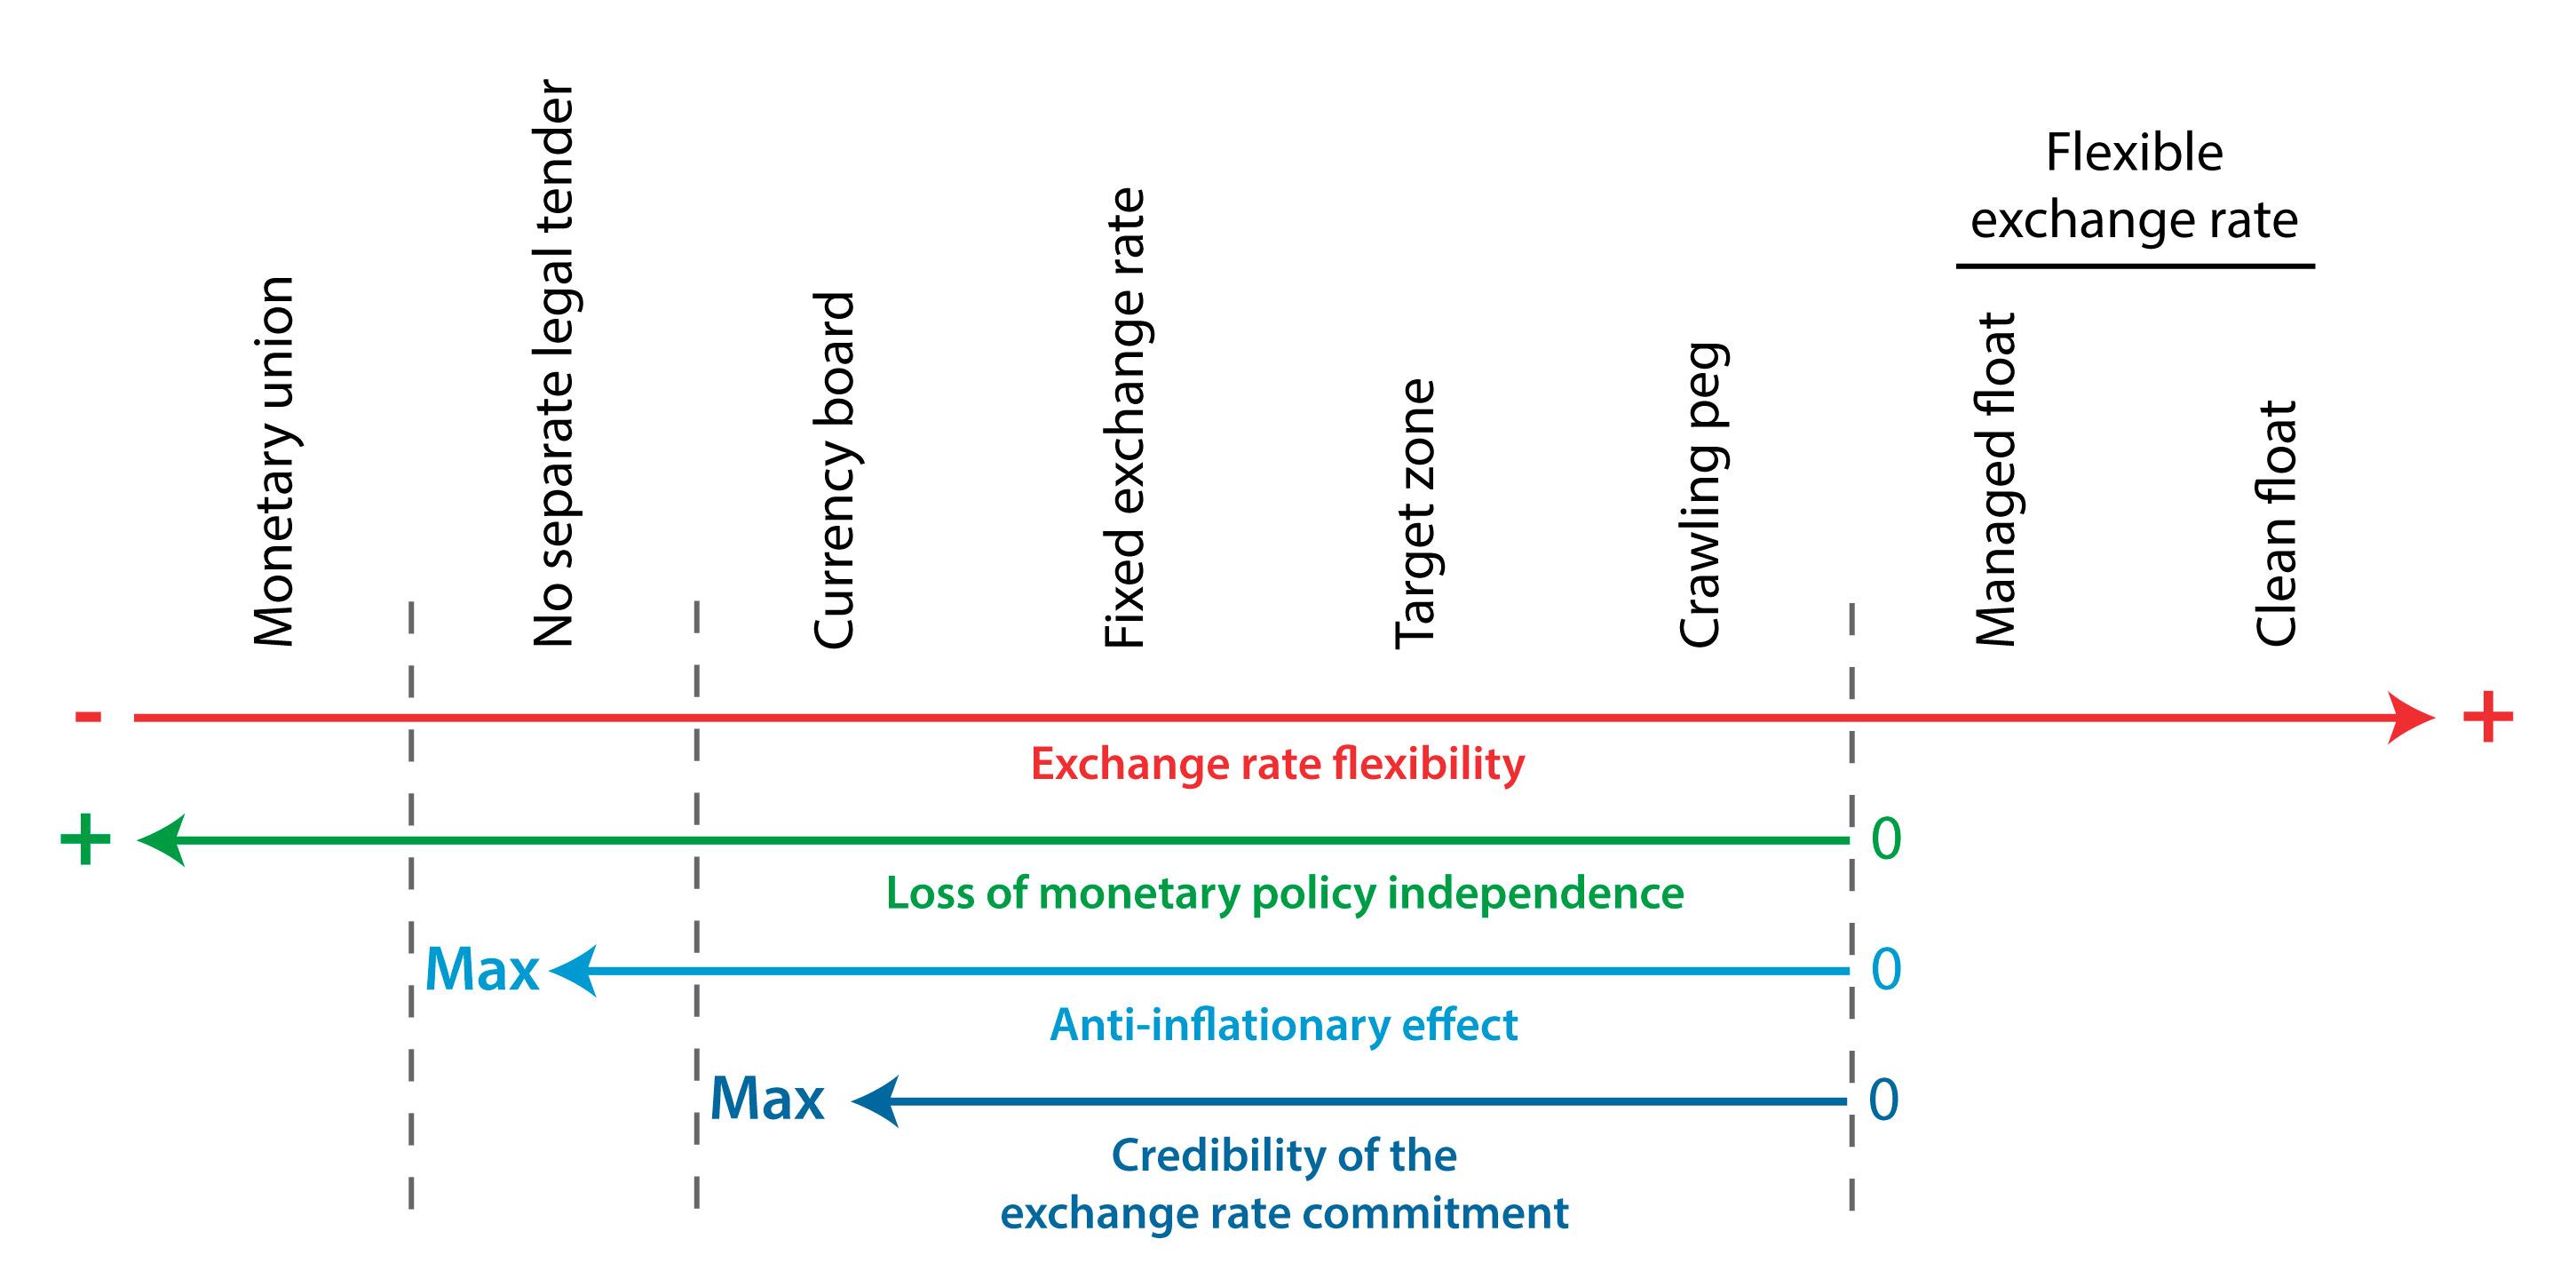 Monetary union
No separate legal tender
Currency board
Fixed exchange rate
Target zone
Crawling peg
Flexible
exchange rate
Managed float
Clean float
- +
Exchange rate flexibility
+ 0
Loss of monetary policy independence
Max 0
Anti-inflationary effect
Max 0
Credibility of the
exchange rate commitment